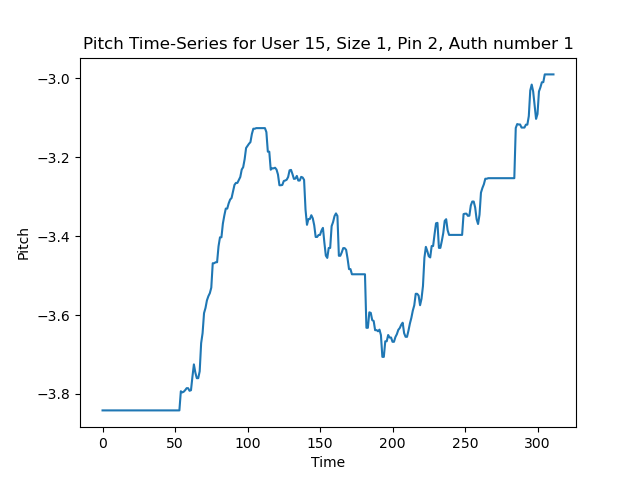 Pitch Time-Series for User 15, Size 1, Pin 2, Auth number 1
−3.0
−3.2
−3.4
−3.6
−3.8
Pitch
0 50 100 150 200 250 300
Time